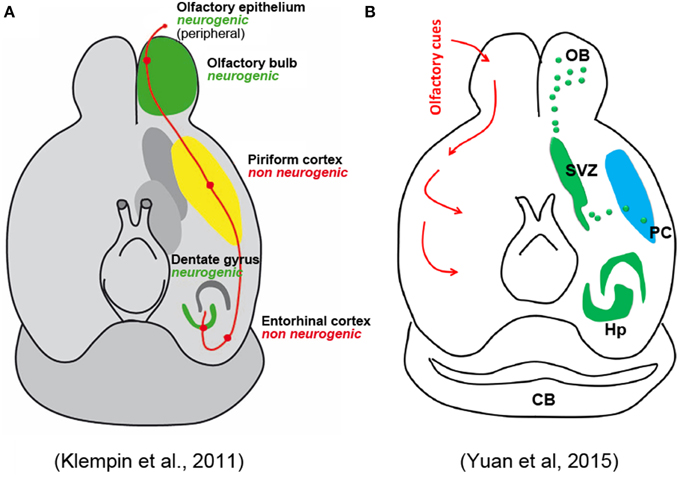 A
Olfactory epithelium
neurogenic
(peripheral)
Olfactory bulb
neurogenic
Piriform cortex
non neurogenic
Dentate gyrus
neurogenic
Entorhinal cortex
non neurogenic
(Klempin et al., 2011)
B
Olfactory cues
OB
SVZ
PC
Hp
CB
(Yuan et al, 2015)